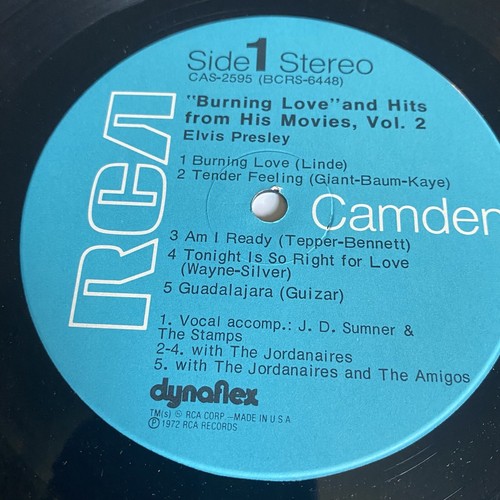 Side 1 Stereo
CAS-2595 (BCRS-6448)
"Burning Love" and Hits
from His Movies, Vol. 2
Elvis Presley
1 Burning Love (Linde)
2 Tender Feeling (Giant-Baum-Kaye)
RCA
Camden
3 Am I Ready (Tepper-Bennett)
4 Tonight Is So Right for Love
(Wayne-Silver)
5 Guadalajara (Guizar)
1. Vocal accomp.: J. D. Sumner &
The Stamps
2-4. with The Jordanaires
5. with The Jordanaires and The Amigos
dynaflex
TM(s) ® RCA CORP.-MADE IN U S A
Ⓟ 1972 RCA RECORDS